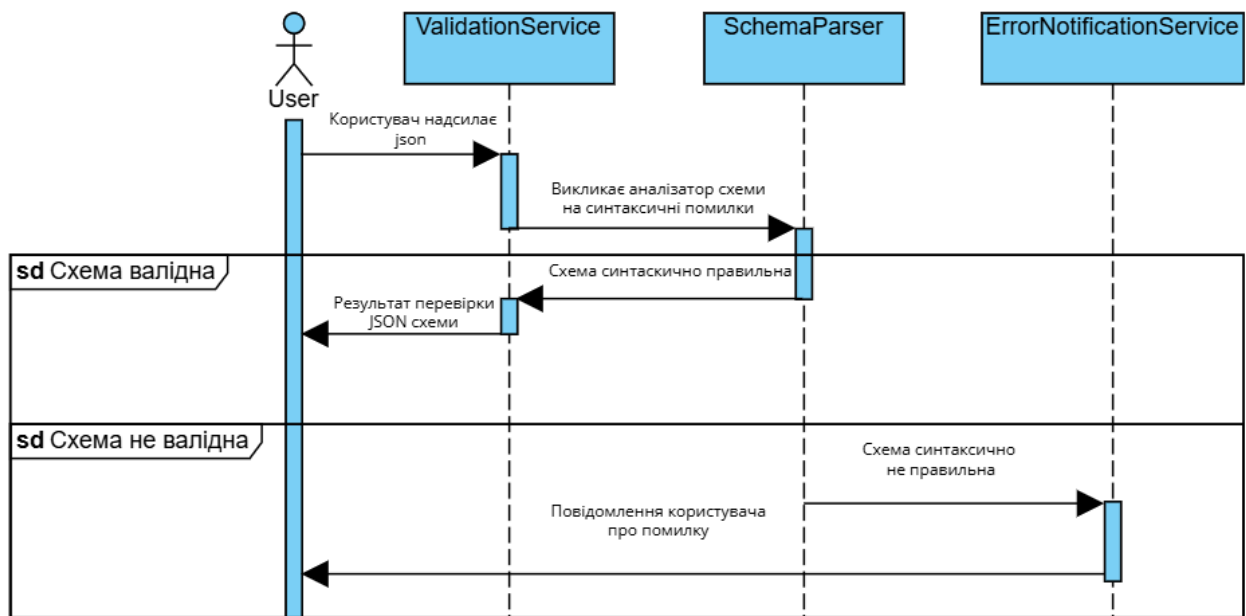 ValidationService
SchemaParser
ErrorNotificationService
User
Користувач надсилає
json
Викликає аналізатор схеми
на синтаксичні помилки
sd Схема валідна
Схема синтаскично правильна
Результат перевірки
JSON схеми
sd Схема не валідна
Схема синтаксично
не правильна
Повідомлення користувача
про помилку